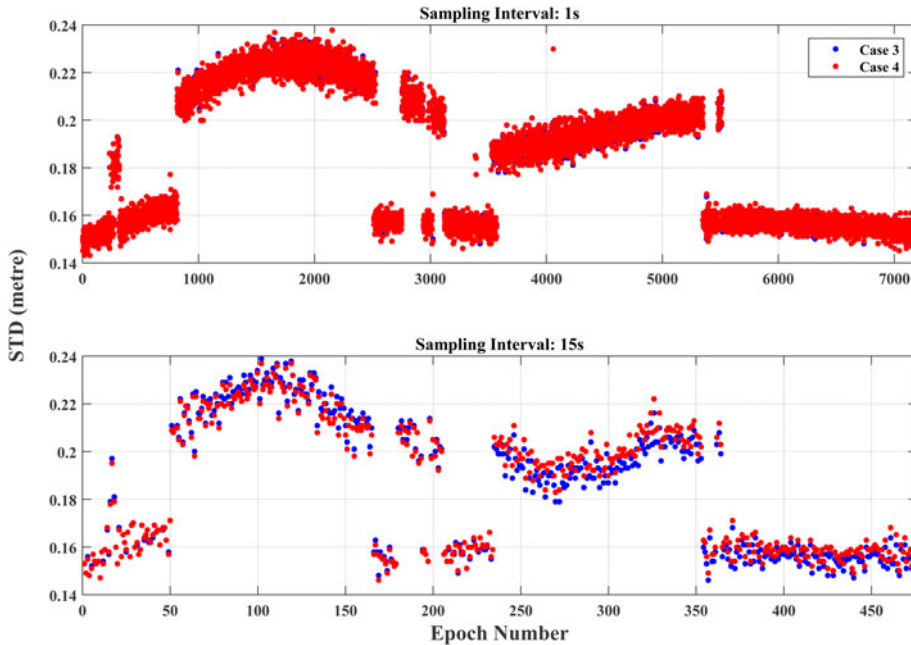 Sampling Interval: 1s
0.24
0.22
0.2
0.18
0.16
0.14
0 1000 2000 3000 4000 5000 6000 7000
Case 3
Case 4
STD (metre)
Sampling Interval: 15s
0.24
0.22
0.2
0.18
0.16
0.14
0 50 100 150 200 250 300 350 400 450
Epoch Number